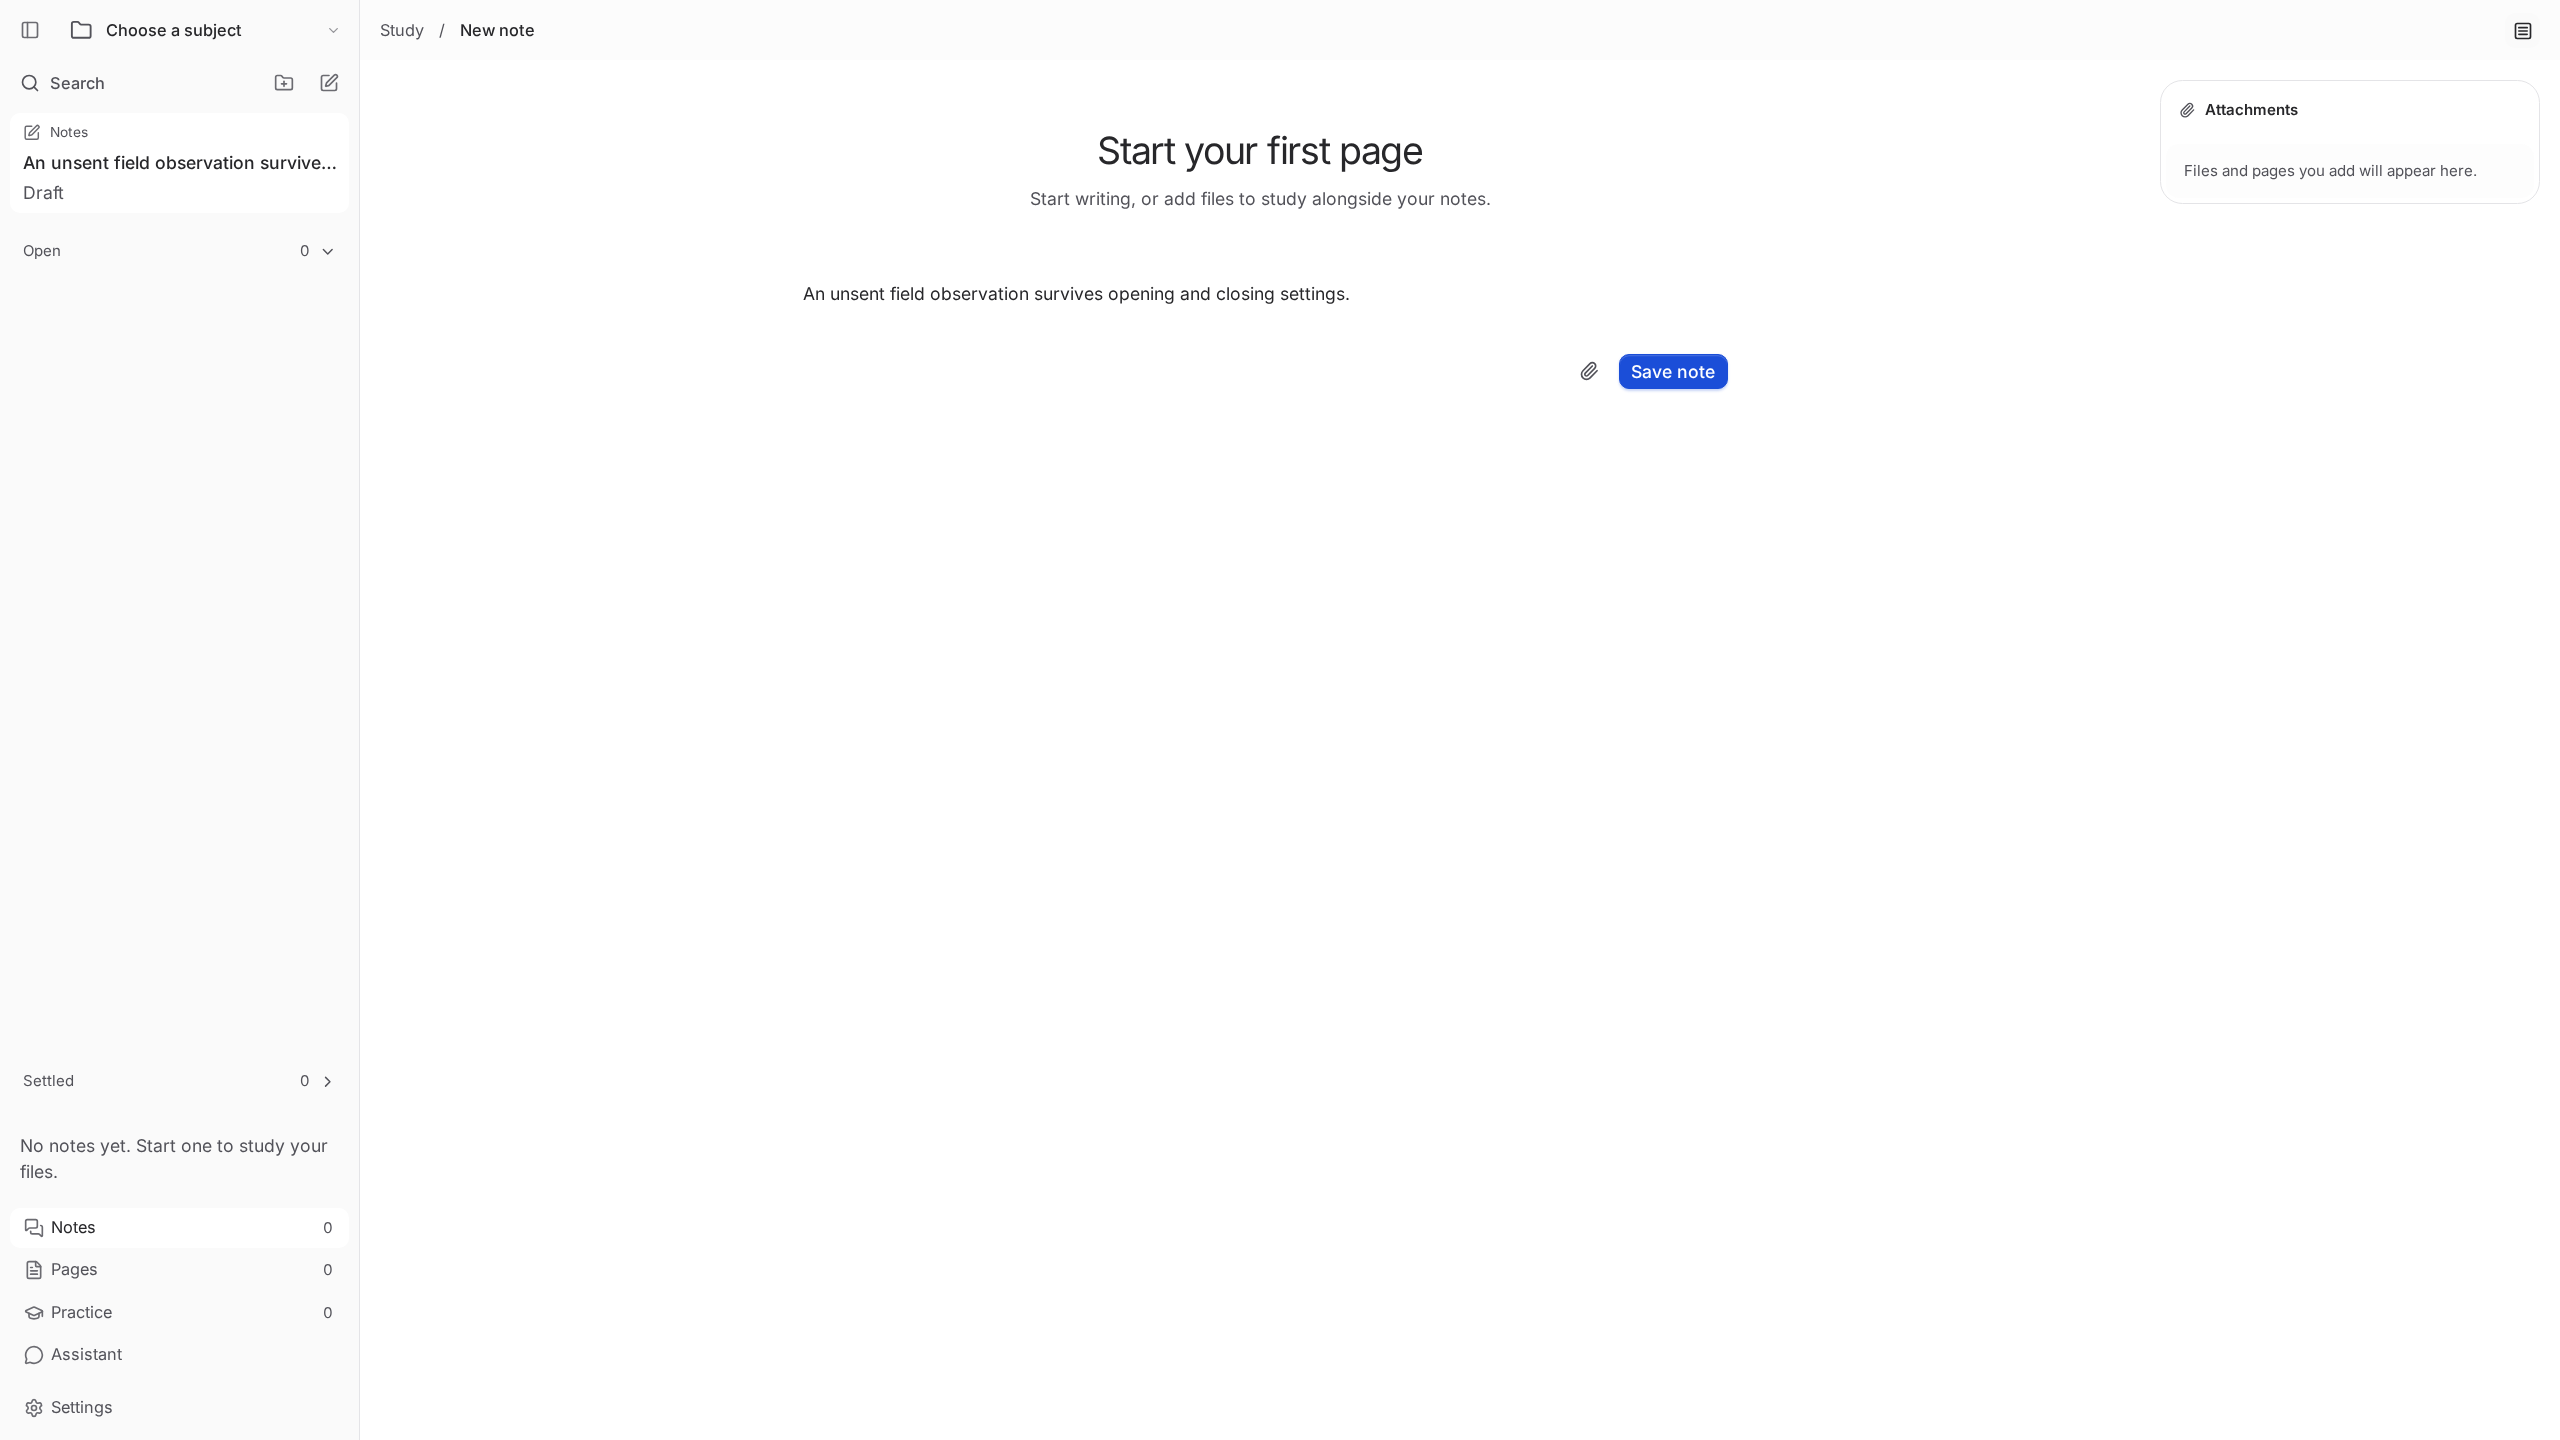 Choose a subject
Search
Notes
An unsent field observation survive...
Draft
Open 0
Settled 0
No notes yet. Start one to study your
files.
Notes 0
Pages 0
Practice 0
Assistant
Settings
Study / New note
Start your first page
Start writing, or add files to study alongside your notes.
An unsent field observation survives opening and closing settings.
Save note
Attachments
Files and pages you add will appear here.